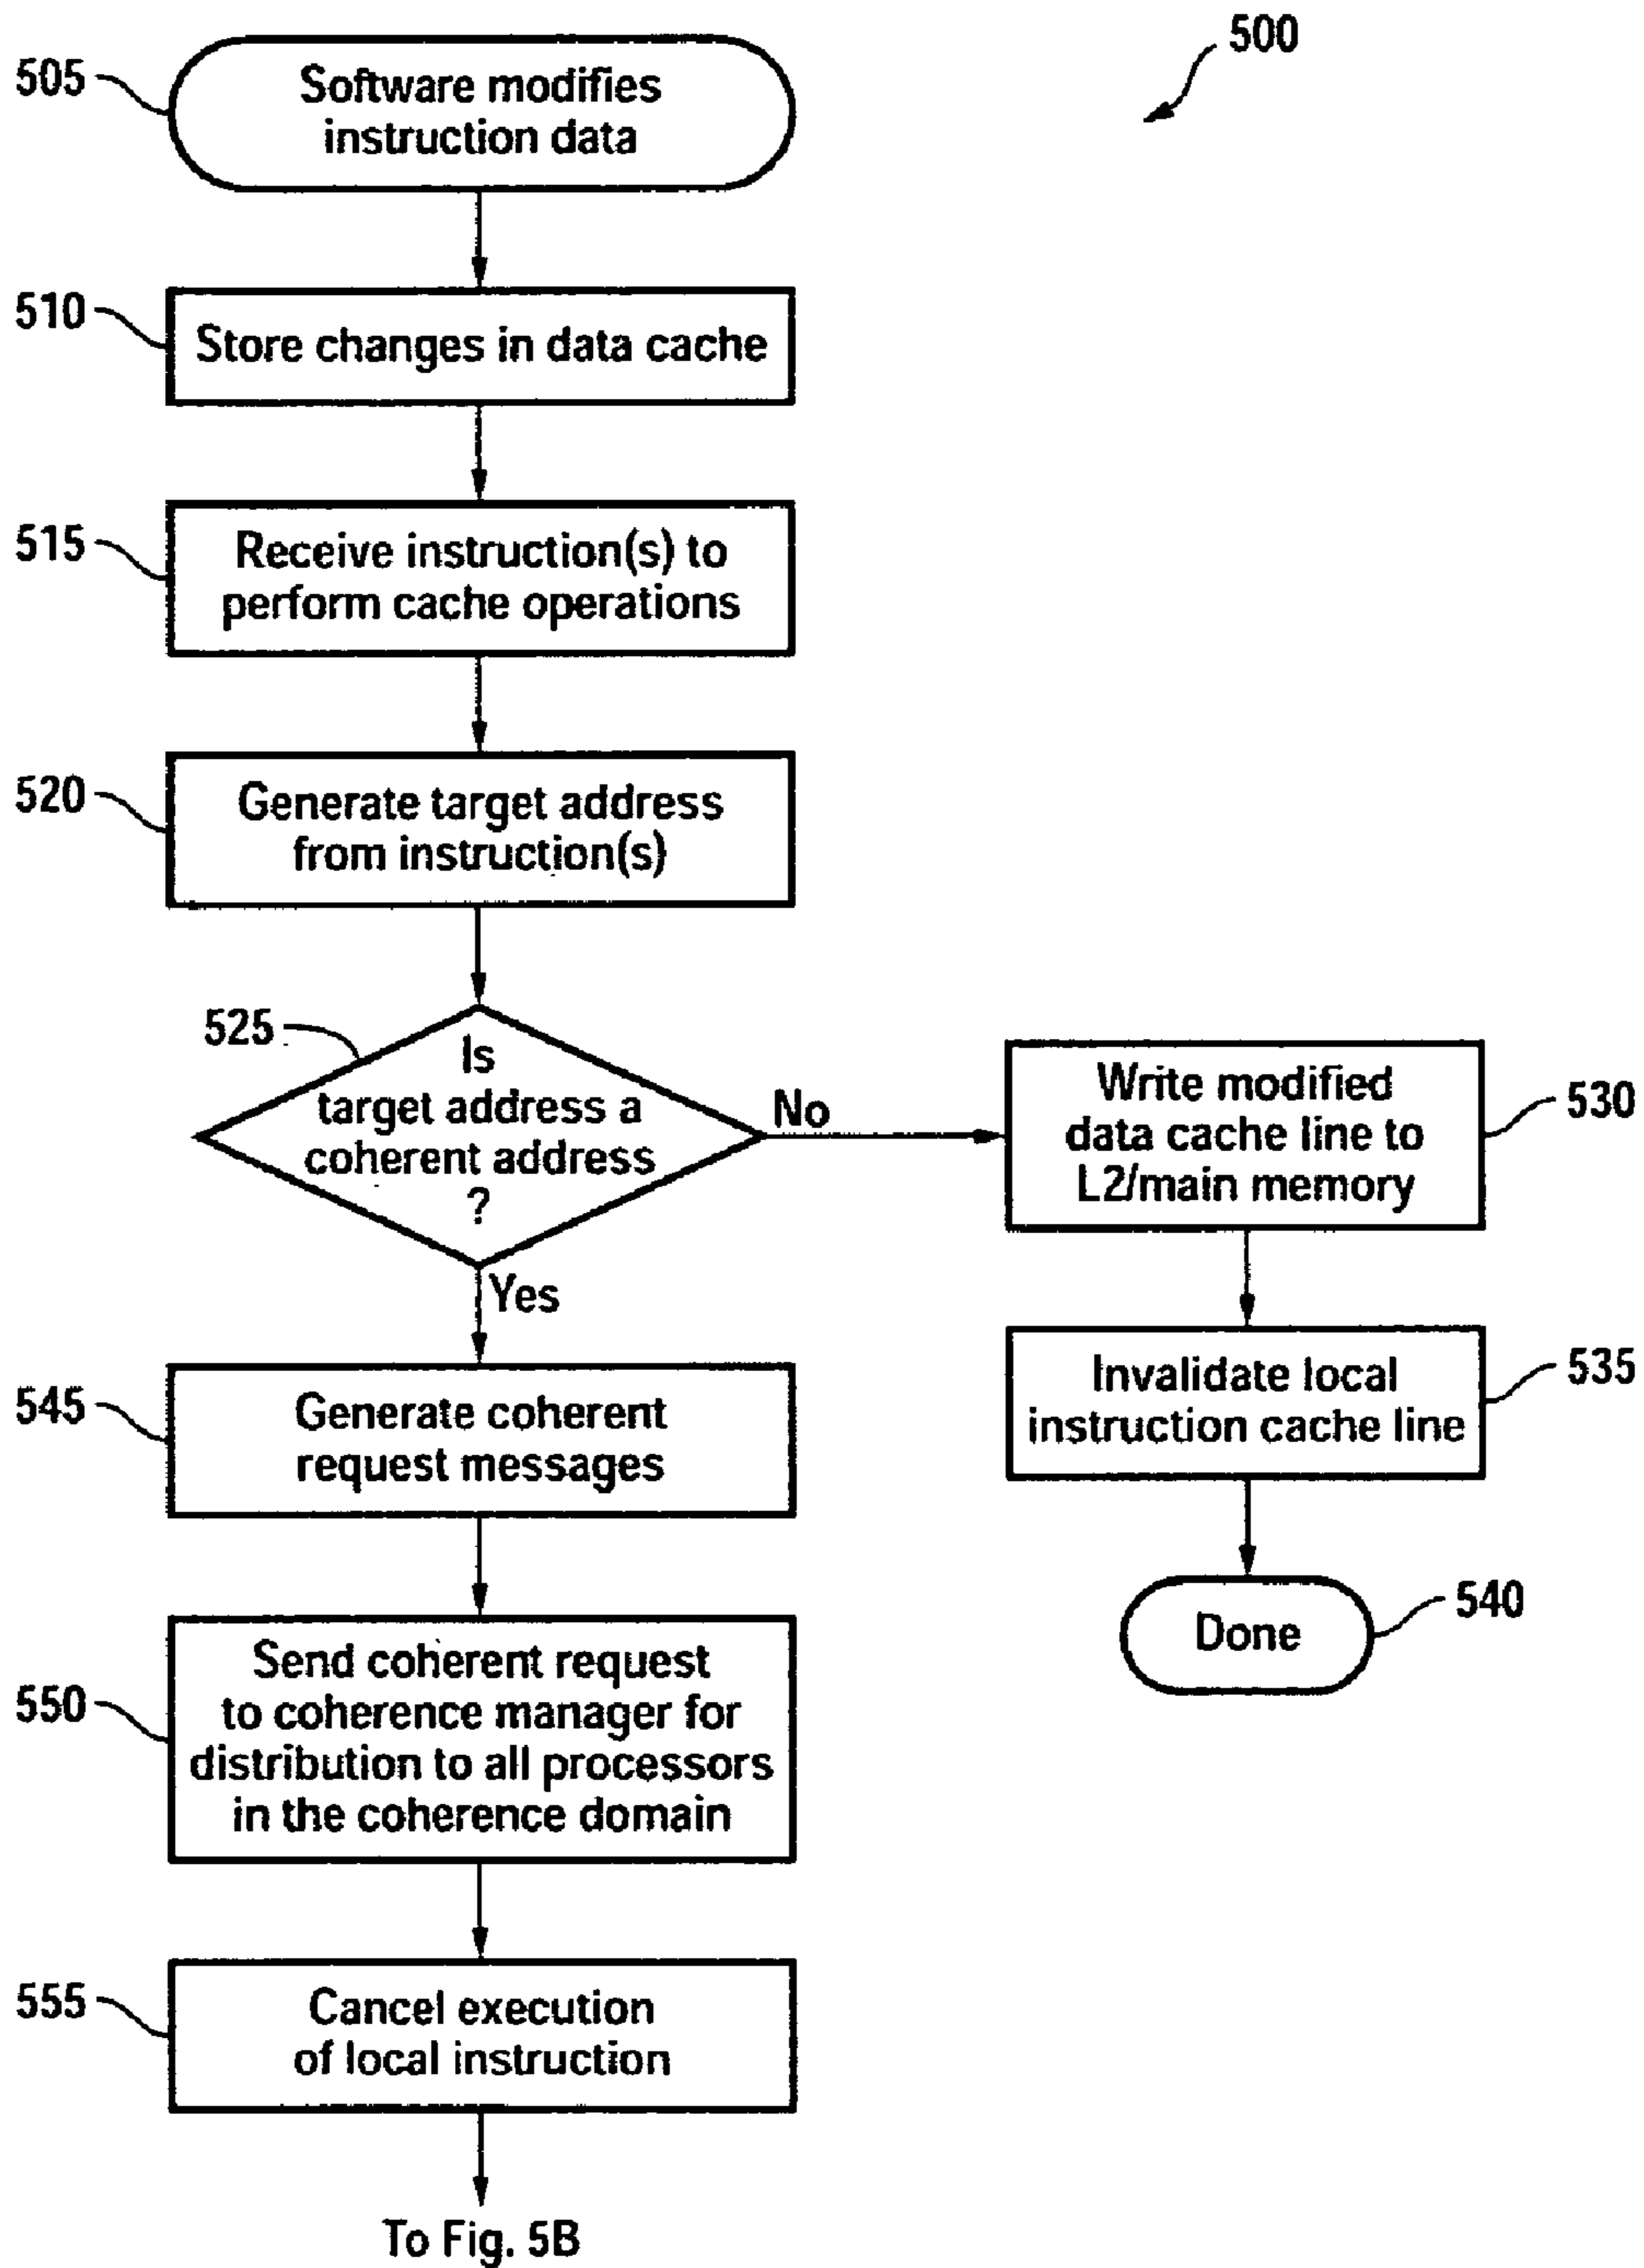 500
505
Software modifies
instruction data
510
Store changes in data cache
515
Receive instruction(s) to
perform cache operations
520
Generate target address
from instruction(s)
525
Is
target address a
coherent address
?
No
Yes
Write modified
data cache line to
L2/main memory
530
Invalidate local
instruction cache line
535
Done
540
545
Generate coherent
request messages
550
Send coherent request
to coherence manager for
distribution to all processors
in the coherence domain
555
Cancel execution
of local instruction
To Fig. 5B